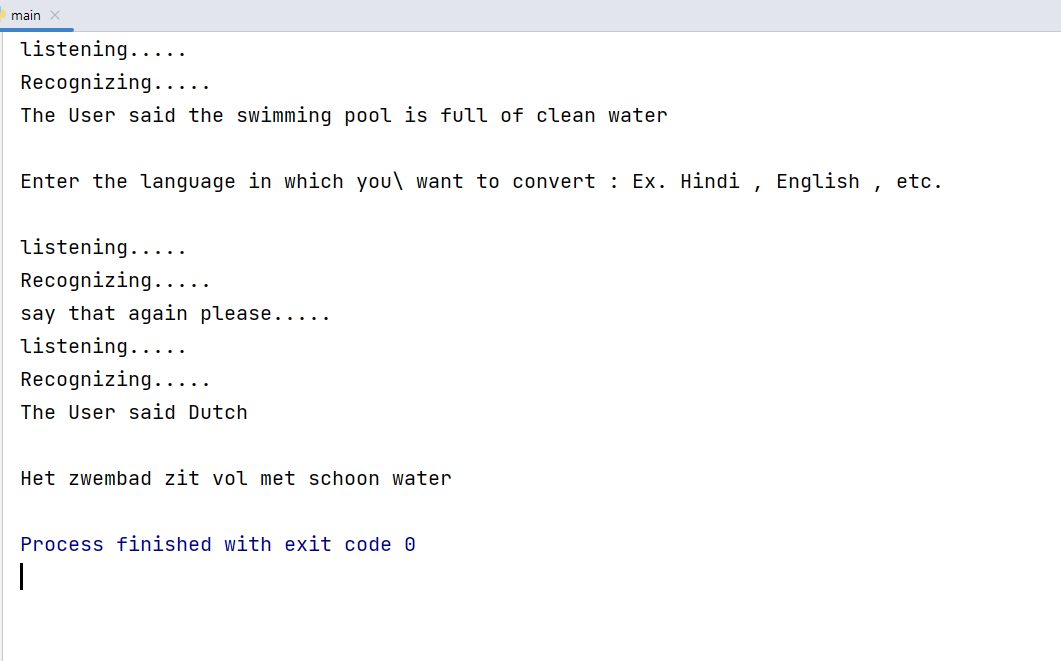 main
listening.....
Recognizing.....
The User said the swimming pool is full of clean water
Enter the language in which you\ want to convert : Ex. Hindi , English , etc.
listening.....
Recognizing.....
say that again please.....
listening.....
Recognizing.....
The User said Dutch
Het zwembad zit vol met schoon water
Process finished with exit code 0